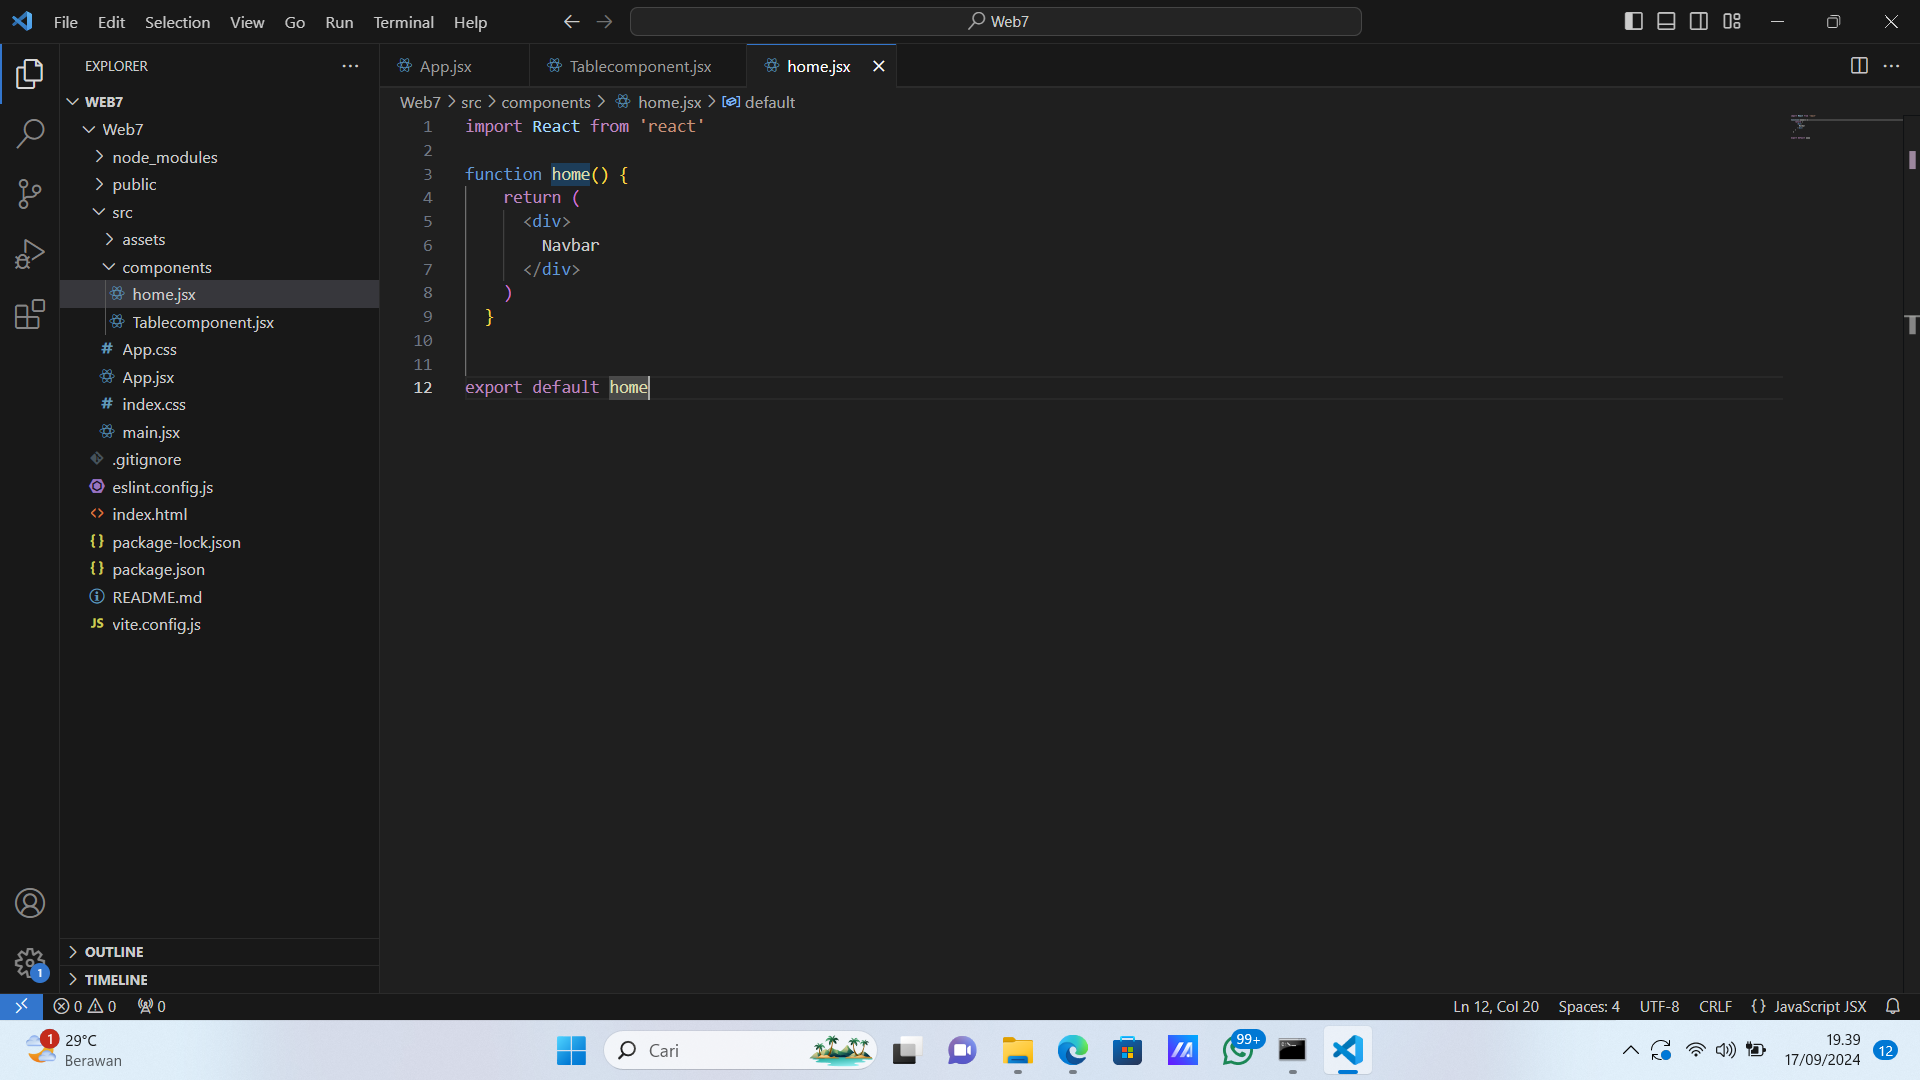 File Edit Selection View Go Run Terminal Help
Web7
EXPLORER
WEB7
Web7
node_modules
public
src
assets
components
home.jsx
Tablecomponent.jsx
App.css
App.jsx
index.css
main.jsx
.gitignore
eslint.config.js
index.html
package-lock.json
package.json
README.md
vite.config.js
OUTLINE
TIMELINE
App.jsx Tablecomponent.jsx home.jsx
Web7 > src > components > home.jsx > default
1 import React from 'react'
2
3 function home() {
4 return (
5 <div>
6 Navbar
7 </div>
8 )
9 }
10
11
12 export default home
1
0 0 0
Ln 12, Col 20 Spaces: 4 UTF-8 CRLF {} JavaScript JSX
1
29°C
Berawan
Cari
99+
19.39
17/09/2024
12